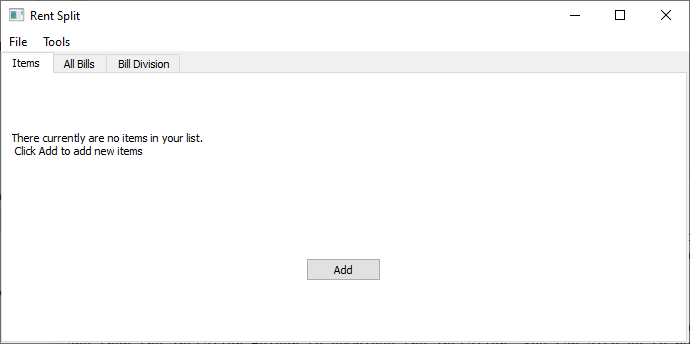 Rent Split
File Tools
Items All Bills Bill Division
There currently are no items in your list.
Click Add to add new items
Add